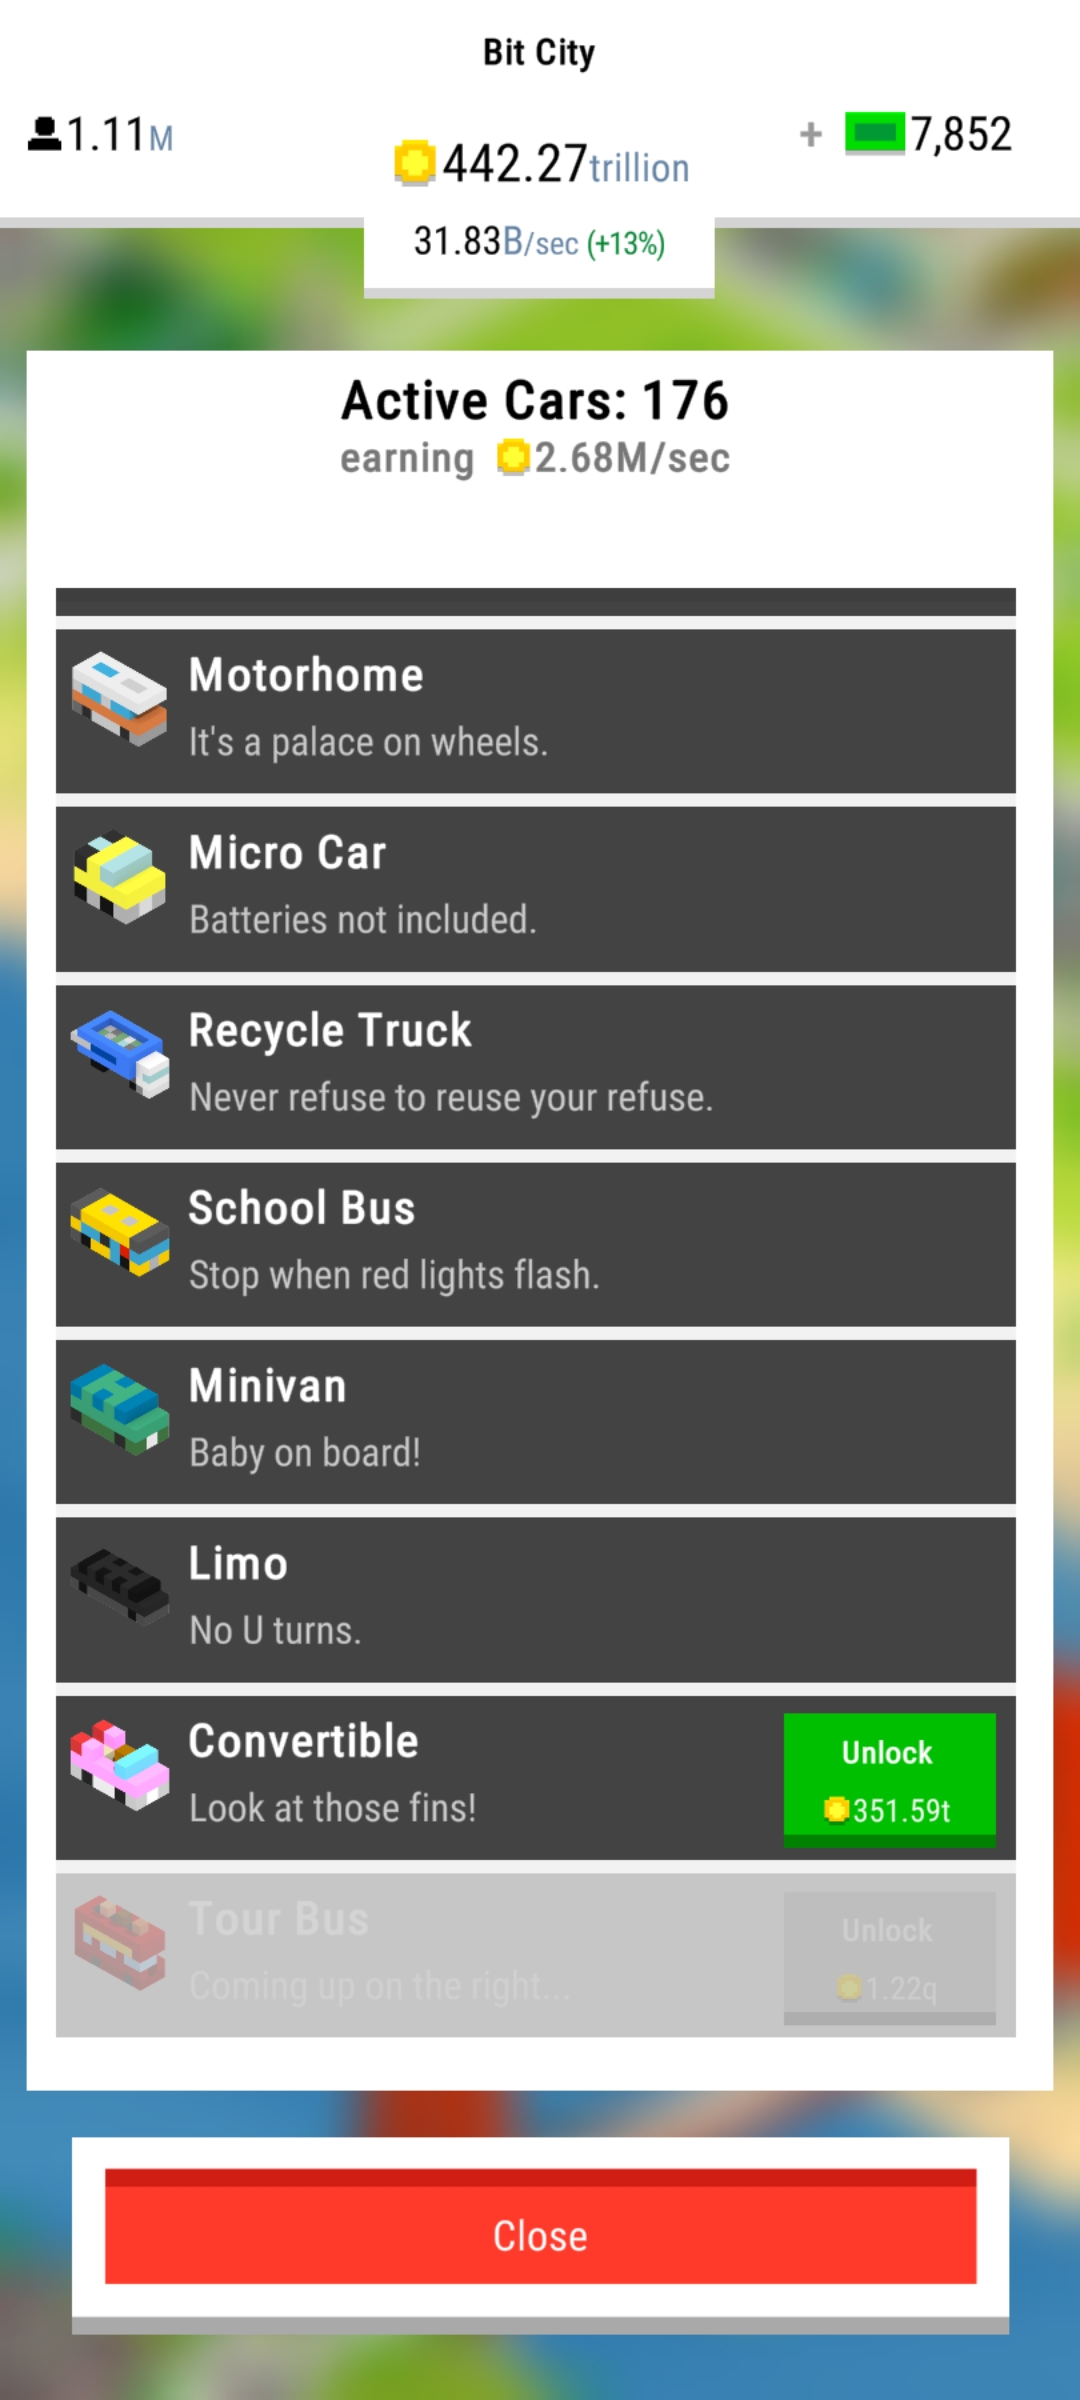 Bit City
1.11M
442.27trillion
+ 7,852
31.83B/sec (+13%)
Active Cars: 176
earning 2.68M/sec
Motorhome
It's a palace on wheels.
Micro Car
Batteries not included.
Recycle Truck
Never refuse to reuse your refuse.
School Bus
Stop when red lights flash.
Minivan
Baby on board!
Limo
No U turns.
Convertible
Look at those fins!
Unlock
351.59t
Tour Bus
Coming up on the right...
Unlock
1.22q
Close